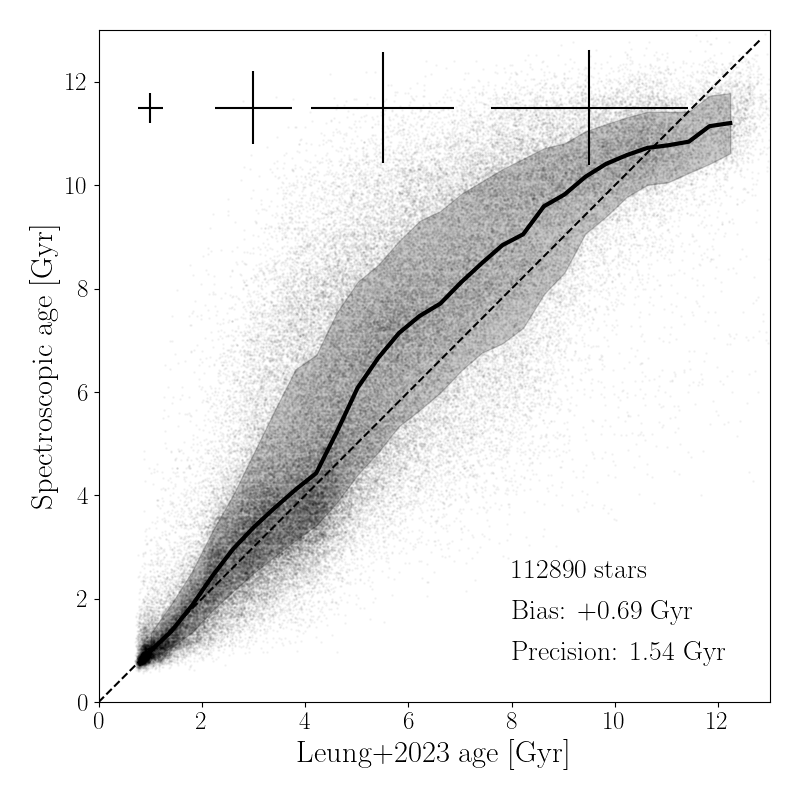 12
10
8
6
4
2
0
Spectroscopic age [Gyr]
112890 stars
Bias: +0.69 Gyr
Precision: 1.54 Gyr
0 2 4 6 8 10 12
Leung+2023 age [Gyr]